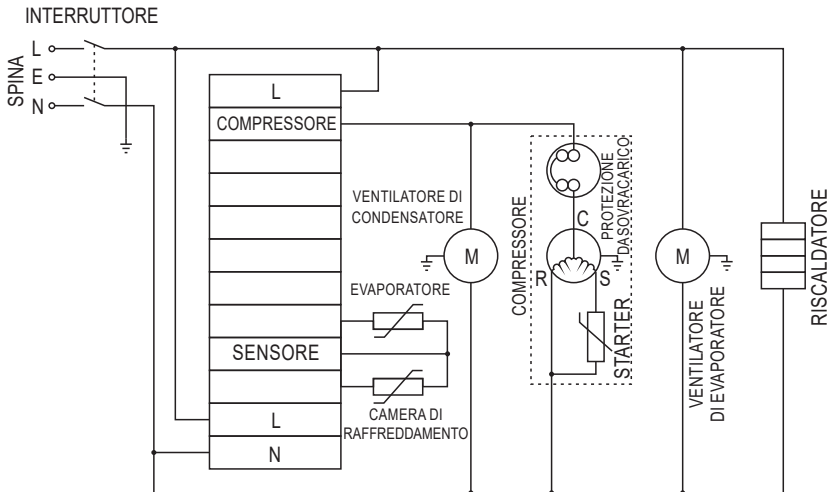 INTERRUTTORE
SPINA
L
E
N
L
COMPRESSORE
SENSORE
L
N
VENTILATORE DI
CONDENSATORE
M
EVAPORATORE
CAMERA DI
RAFFREDDAMENTO
COMPRESSORE
PROTEZIONE
DASOVRACARICO
C
R
S
STARTER
M
VENTILATORE
DI EVAPORATORE
RISCALDATORE